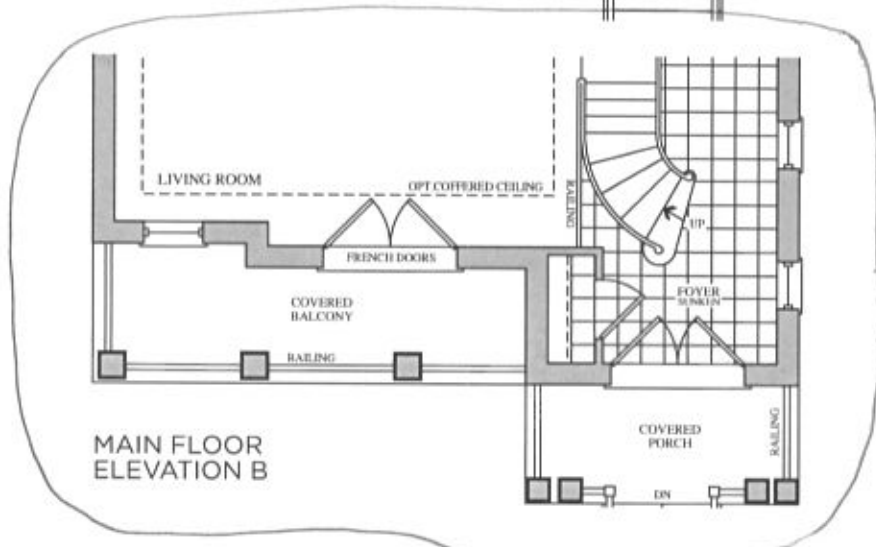 LIVING ROOM
OPT COFFERED CEILING
RAILING
UP
FRENCH DOORS
FOYER
SUNKEN
COVERED
BALCONY
RAILING
COVERED
PORCH
RAILING
DN
MAIN FLOOR
ELEVATION B